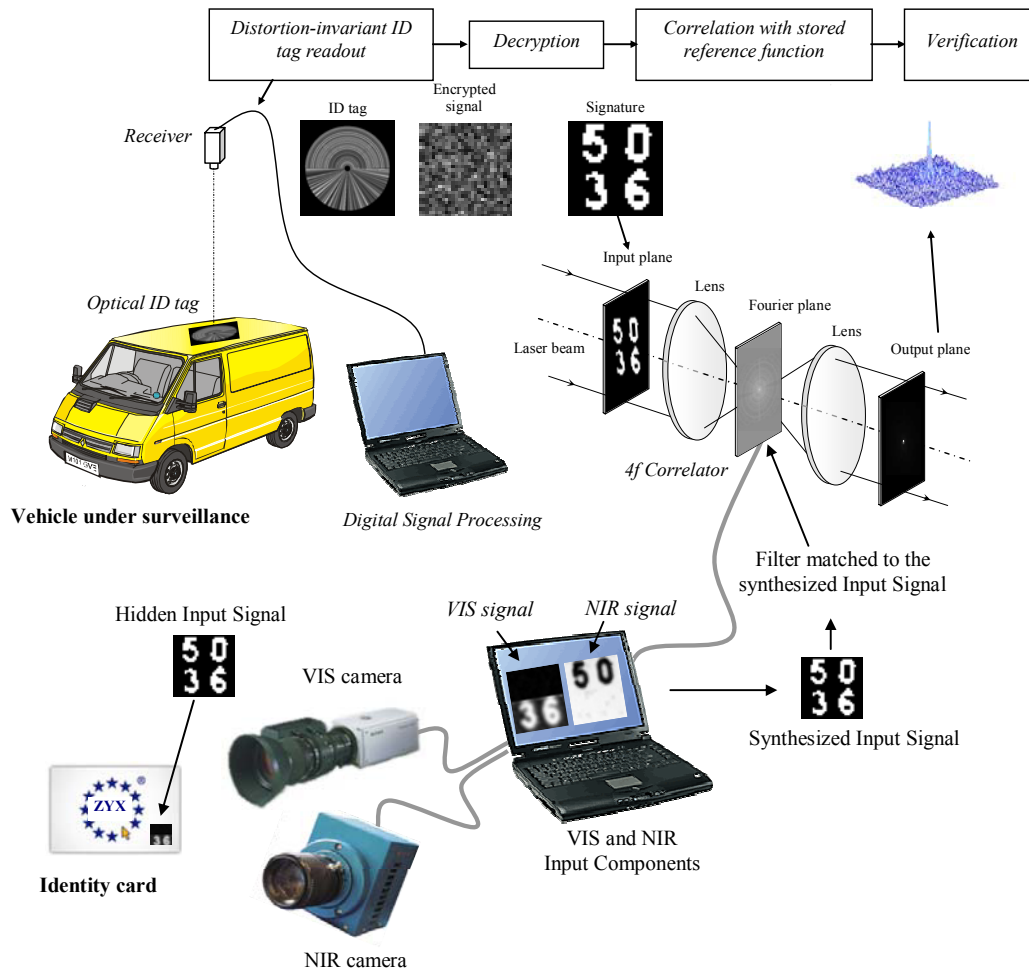 Distortion-invariant ID
tag readout
Decryption
Correlation with stored
reference function
Verification
Receiver
ID tag
Encrypted
signal
Signature
50
36
Input plane
Lens
Fourier plane
Lens
Output plane
Laser beam
50
36
4f Correlator
Optical ID tag
Vehicle under surveillance
Digital Signal Processing
Filter matched to the
synthesized Input Signal
Hidden Input Signal
50
36
VIS camera
VIS signal
NIR signal
50
36
50
36
Synthesized Input Signal
ZYX
®
36
Identity card
VIS and NIR
Input Components
NIR camera